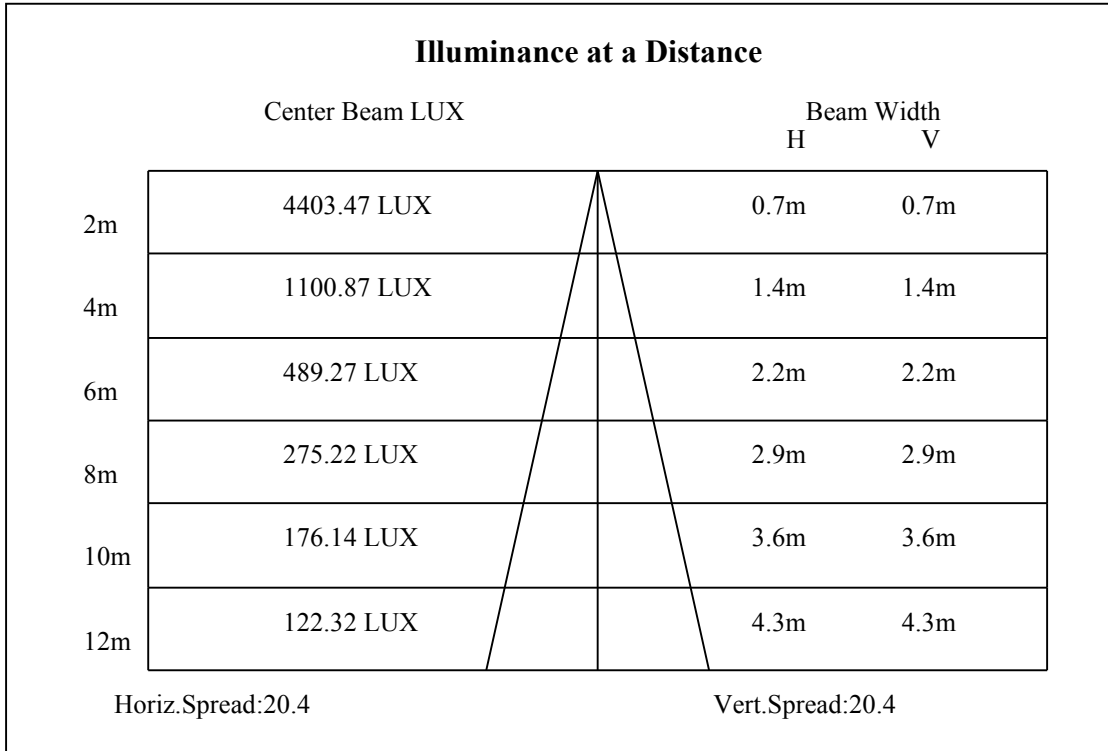 Illuminance at a Distance
Center Beam LUX Beam Width
H V
2m 4403.47 LUX 0.7m 0.7m
4m 1100.87 LUX 1.4m 1.4m
6m 489.27 LUX 2.2m 2.2m
8m 275.22 LUX 2.9m 2.9m
10m 176.14 LUX 3.6m 3.6m
12m 122.32 LUX 4.3m 4.3m
Horiz.Spread:20.4 Vert.Spread:20.4